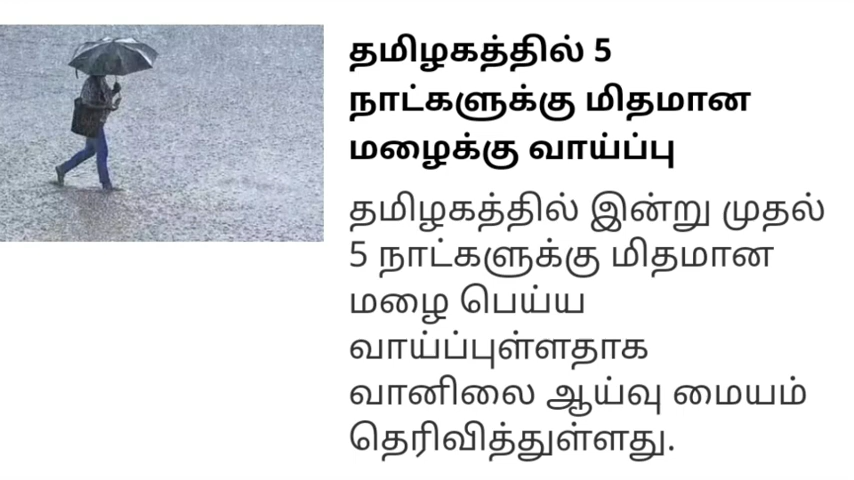 தமிழகத்தில் 5
நாட்களுக்கு மிதமான
மழைக்கு வாய்ப்பு
தமிழகத்தில் இன்று முதல்
5 நாட்களுக்கு மிதமான
மழை பெய்ய
வாய்ப்புள்ளதாக
வானிலை ஆய்வு மையம்
தெரிவித்துள்ளது.